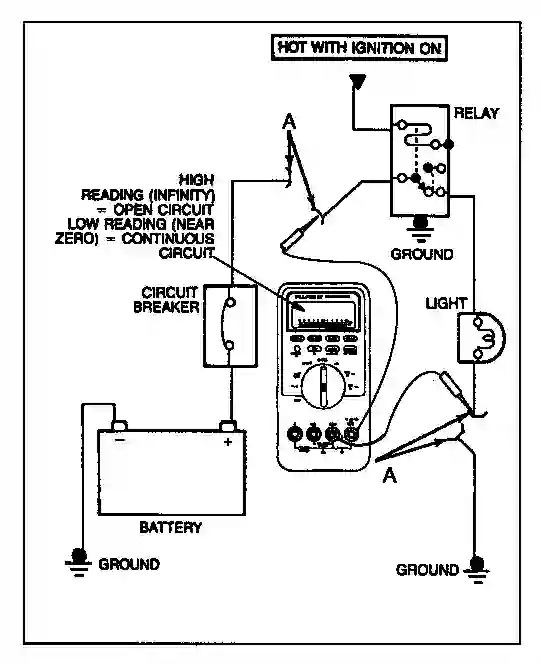 HOT WITH IGNITION ON
RELAY
A
HIGH
READING (INFINITY)
= OPEN CIRCUIT
LOW READING (NEAR
ZERO) = CONTINUOUS
CIRCUIT
GROUND
CIRCUIT
BREAKER
LIGHT
− +
A
BATTERY
GROUND
GROUND